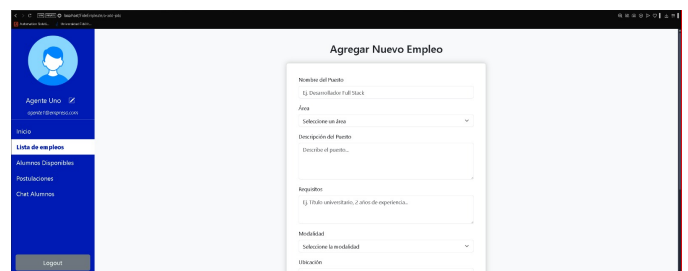 Agregar Nuevo Empleo
Agente Uno
agente1@empresa.com
Inicio
Lista de empleos
Alumnos Disponibles
Postulaciones
Chat Alumnos
Logout
Nombre del Puesto
Ej. Desarrollador Full Stack
Área
Seleccione un área
Descripción del Puesto
Describe el puesto...
Requisitos
Ej. Título universitario, 2 años de experiencia...
Modalidad
Seleccione la modalidad
Ubicación